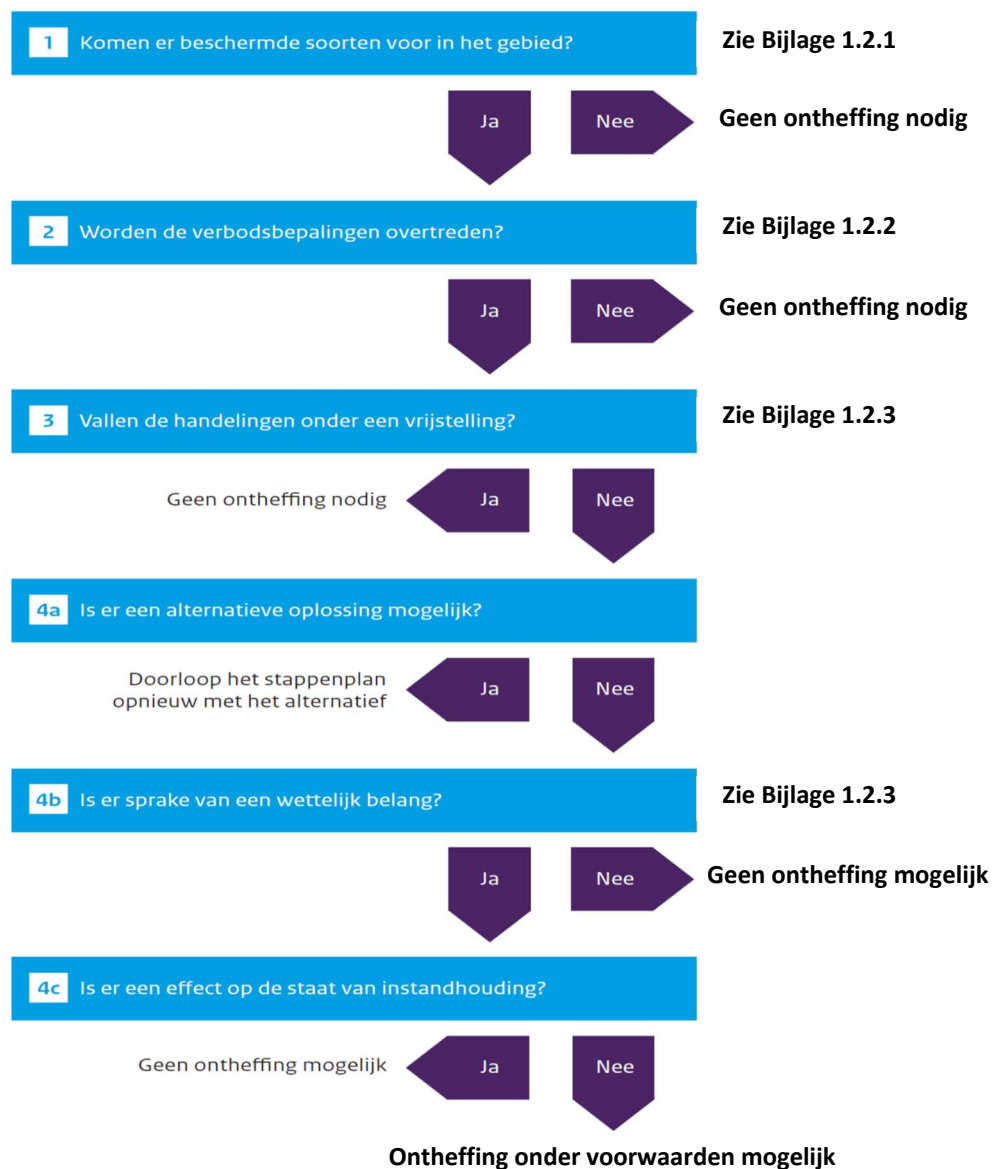 1 Komen er beschermde soorten voor in het gebied?
Zie Bijlage 1.2.1
Ja
Nee
Geen ontheffing nodig
2 Worden de verbodsbepalingen overtreden?
Zie Bijlage 1.2.2
Ja
Nee
Geen ontheffing nodig
3 Vallen de handelingen onder een vrijstelling?
Zie Bijlage 1.2.3
Geen ontheffing nodig
Ja
Nee
4a Is er een alternatieve oplossing mogelijk?
Doorloop het stappenplan
opnieuw met het alternatief
Ja
Nee
4b Is er sprake van een wettelijk belang?
Zie Bijlage 1.2.3
Ja
Nee
Geen ontheffing mogelijk
4c Is er een effect op de staat van instandhouding?
Geen ontheffing mogelijk
Ja
Nee
Ontheffing onder voorwaarden mogelijk